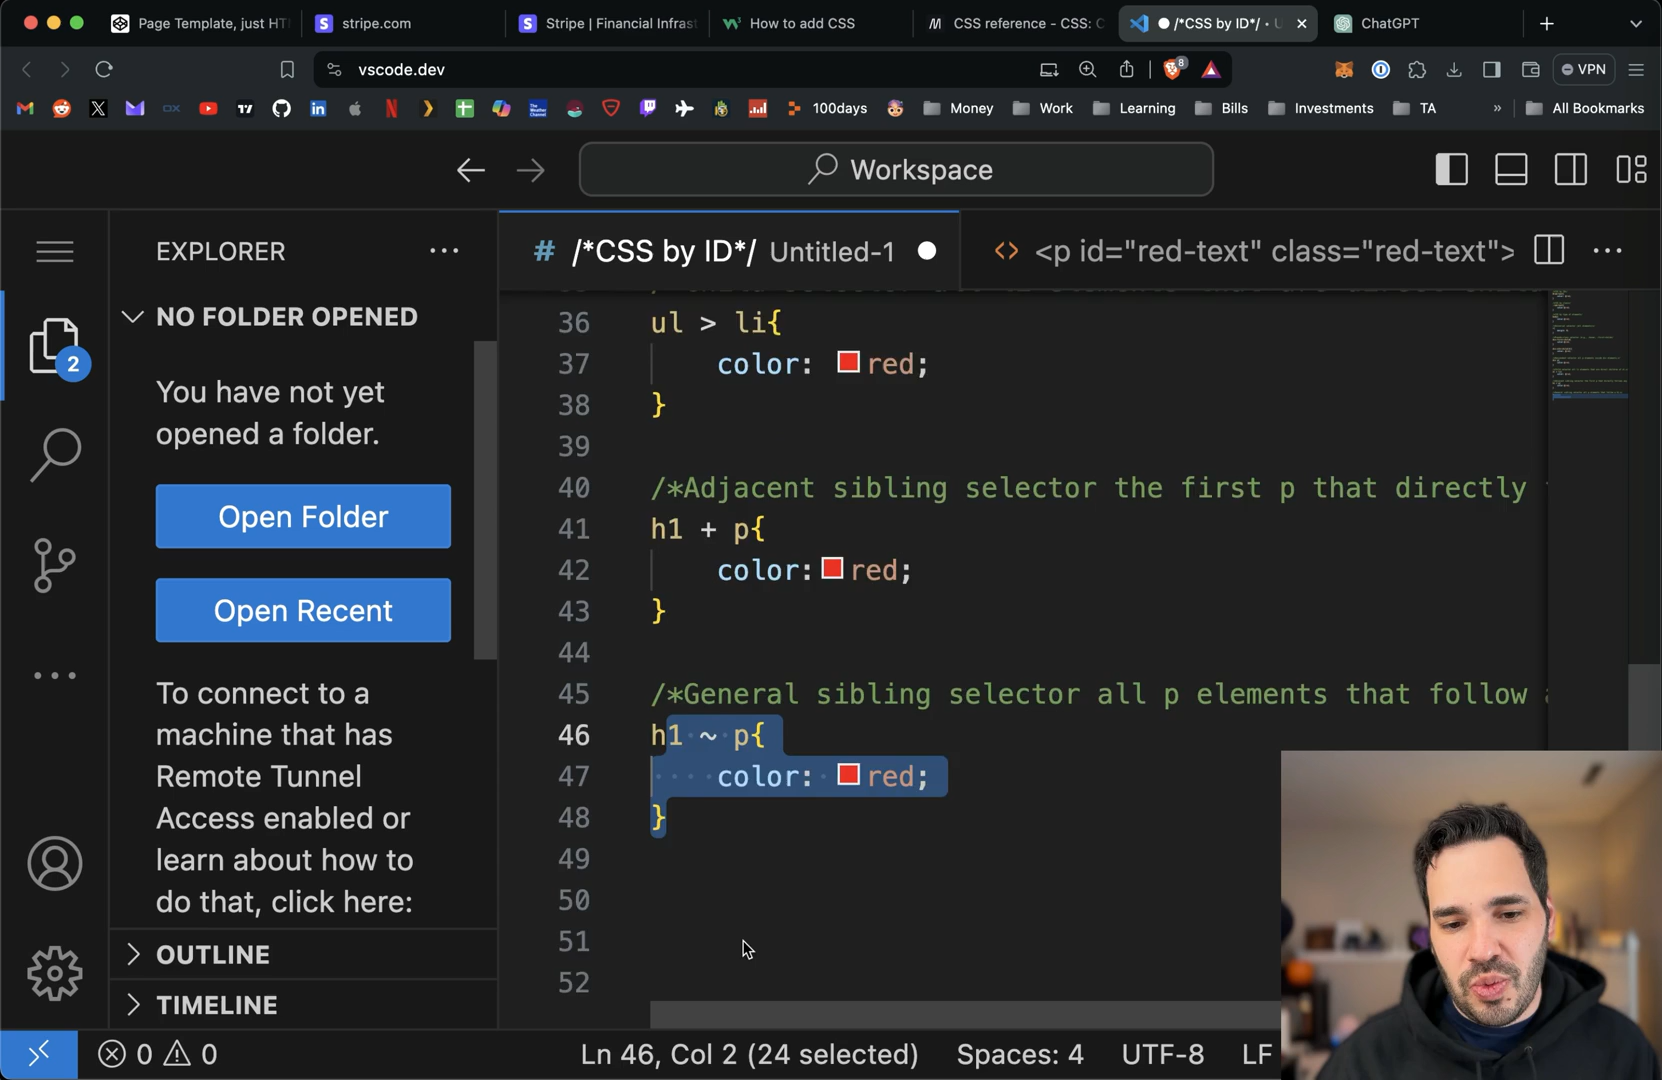 Page Template, just HT
stripe.com
Stripe | Financial Infrast
How to add CSS
CSS reference - CSS: C
/*CSS by ID*/ • U
ChatGPT
vscode.dev
8
VPN
100days
Money
Work
Learning
Bills
Investments
TA
»
All Bookmarks
Workspace
EXPLORER
/*CSS by ID*/ Untitled-1
<p id="red-text" class="red-text">
NO FOLDER OPENED
2
You have not yet
opened a folder.
Open Folder
Open Recent
To connect to a
machine that has
Remote Tunnel
Access enabled or
learn about how to
do that, click here:
OUTLINE
TIMELINE
36 ul > li{
37 color: red;
38 }
39
40 /*Adjacent sibling selector the first p that directly
41 h1 + p{
42 color:red;
43 }
44
45 /*General sibling selector all p elements that follow
46 h1 ~ p{
47 color: red;
48 }
49
50
51
52
0 0
Ln 46, Col 2 (24 selected)
Spaces: 4
UTF-8
LF